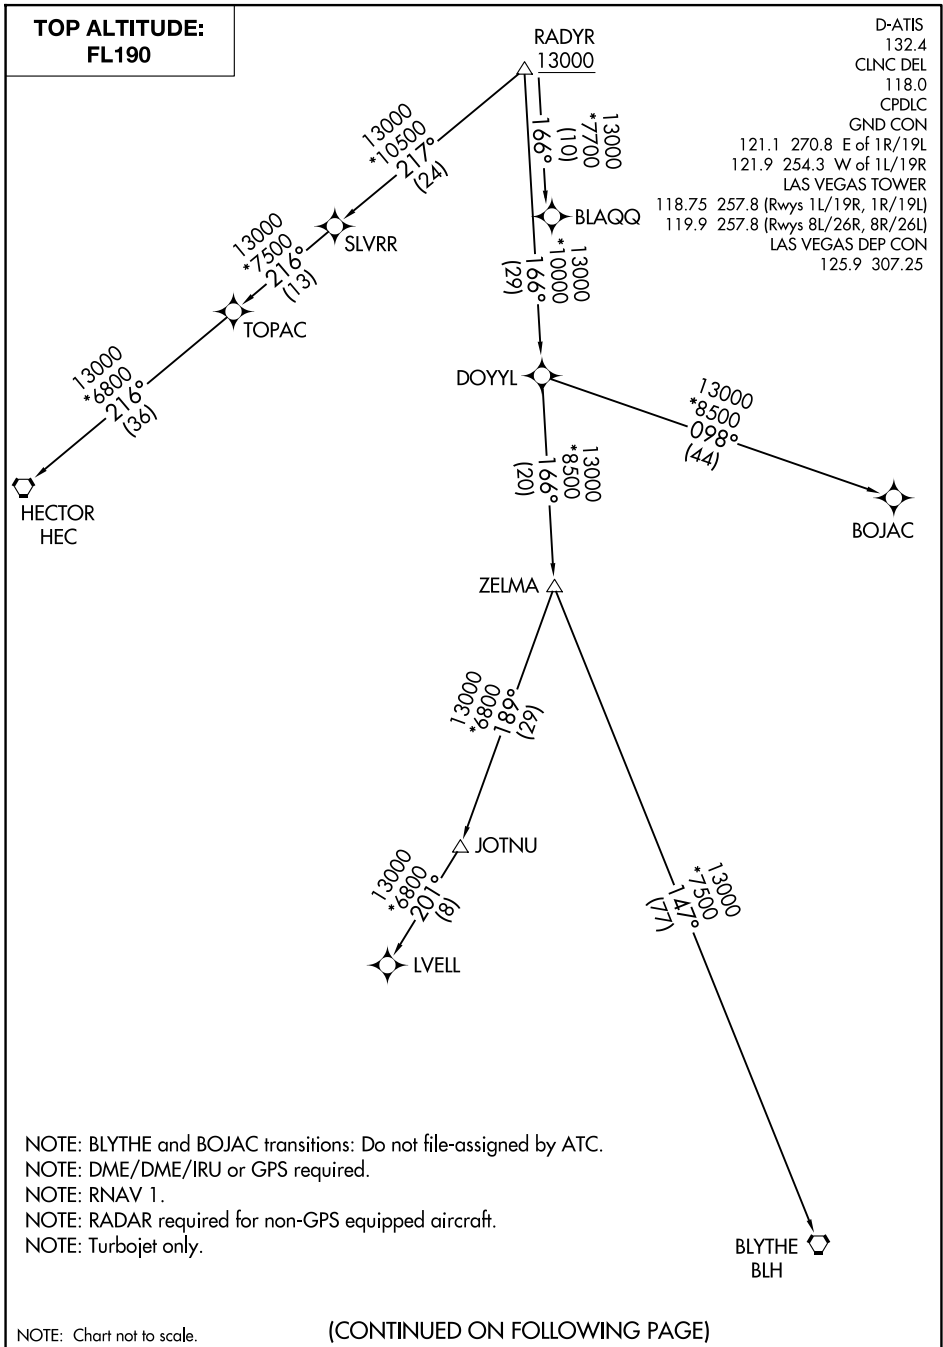 TOP ALTITUDE:
FL190
D-ATIS
132.4
CLNC DEL
118.0
CPDLC
GND CON
121.1 270.8 E of 1R/19L
121.9 254.3 W of 1L/19R
LAS VEGAS TOWER
118.75 257.8 (Rwys 1L/19R, 1R/19L)
119.9 257.8 (Rwys 8L/26R, 8R/26L)
LAS VEGAS DEP CON
125.9 307.25
RADYR
13000
13000
*10500
217°
(24)
13000
*7700
166°
(10)
SLVRR
BLAQQ
13000
*7500
216°
(13)
13000
*10000
166°
(29)
TOPAC
DOYYL
13000
*6800
216°
(36)
13000
*8500
098°
(44)
13000
*8500
166°
(20)
HECTOR
HEC
BOJAC
ZELMA
13000
*6800
189°
(29)
JOTNU
13000
*6800
201°
(8)
13000
*7500
147°
(77)
LVELL
NOTE: BLYTHE and BOJAC transitions: Do not file-assigned by ATC.
NOTE: DME/DME/IRU or GPS required.
NOTE: RNAV 1.
NOTE: RADAR required for non-GPS equipped aircraft.
NOTE: Turbojet only.
BLYTHE
BLH
NOTE: Chart not to scale.
(CONTINUED ON FOLLOWING PAGE)